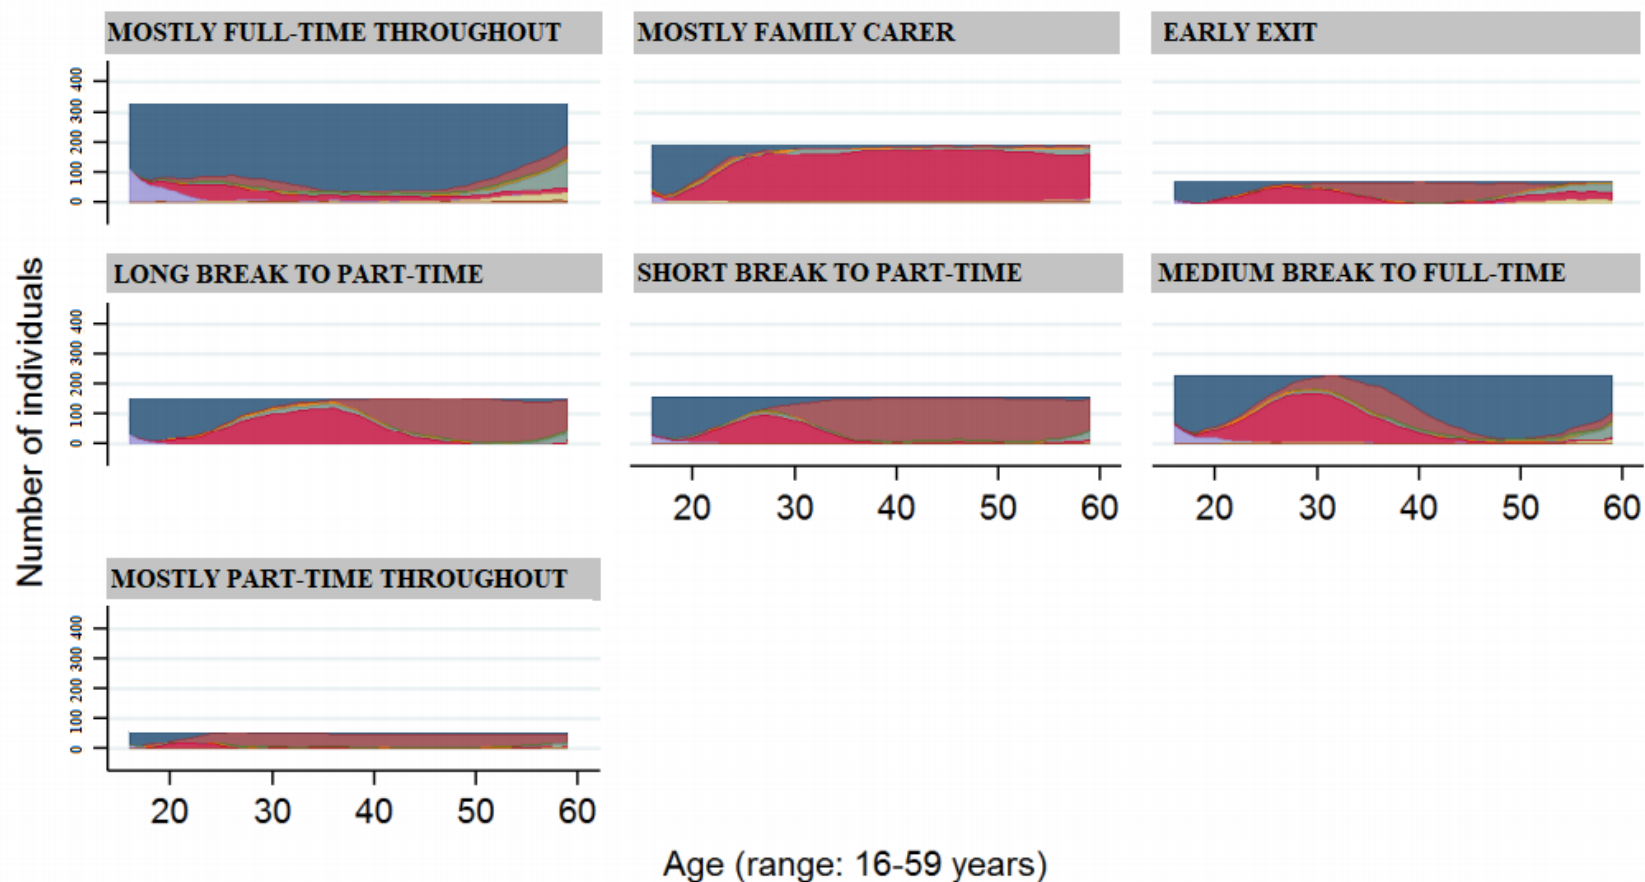 MOSTLY FULL-TIME THROUGHOUT
MOSTLY FAMILY CARER
EARLY EXIT
400
300
200
100
0
LONG BREAK TO PART-TIME
SHORT BREAK TO PART-TIME
MEDIUM BREAK TO FULL-TIME
Number of individuals
400
300
200
100
0
20 30 40 50 60
20 30 40 50 60
MOSTLY PART-TIME THROUGHOUT
400
300
200
100
0
20 30 40 50 60
Age (range: 16-59 years)